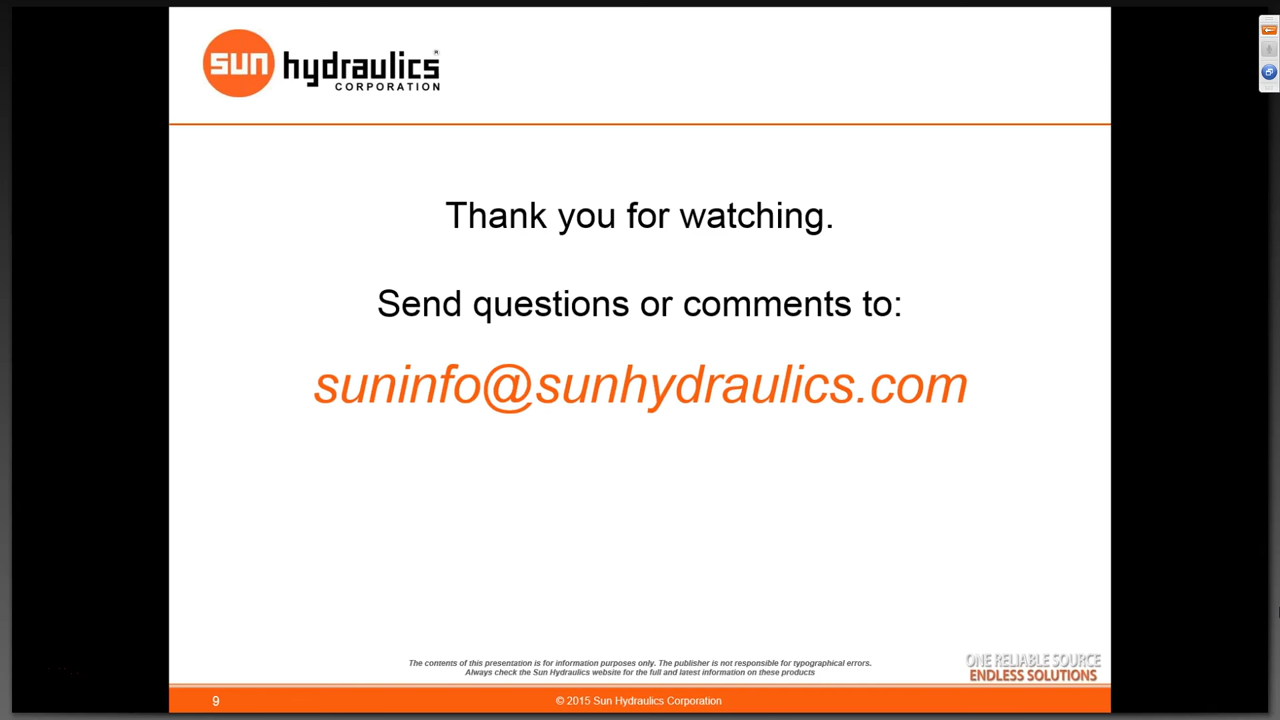 sun hydraulics
CORPORATION
Thank you for watching.
Send questions or comments to:
suninfo@sunhydraulics.com
The contents of this presentation is for information purposes only. The publisher is not responsible for typographical errors.
Always check the Sun Hydraulics website for the full and latest information on these products
ONE RELIABLE SOURCE
ENDLESS SOLUTIONS
9
© 2015 Sun Hydraulics Corporation